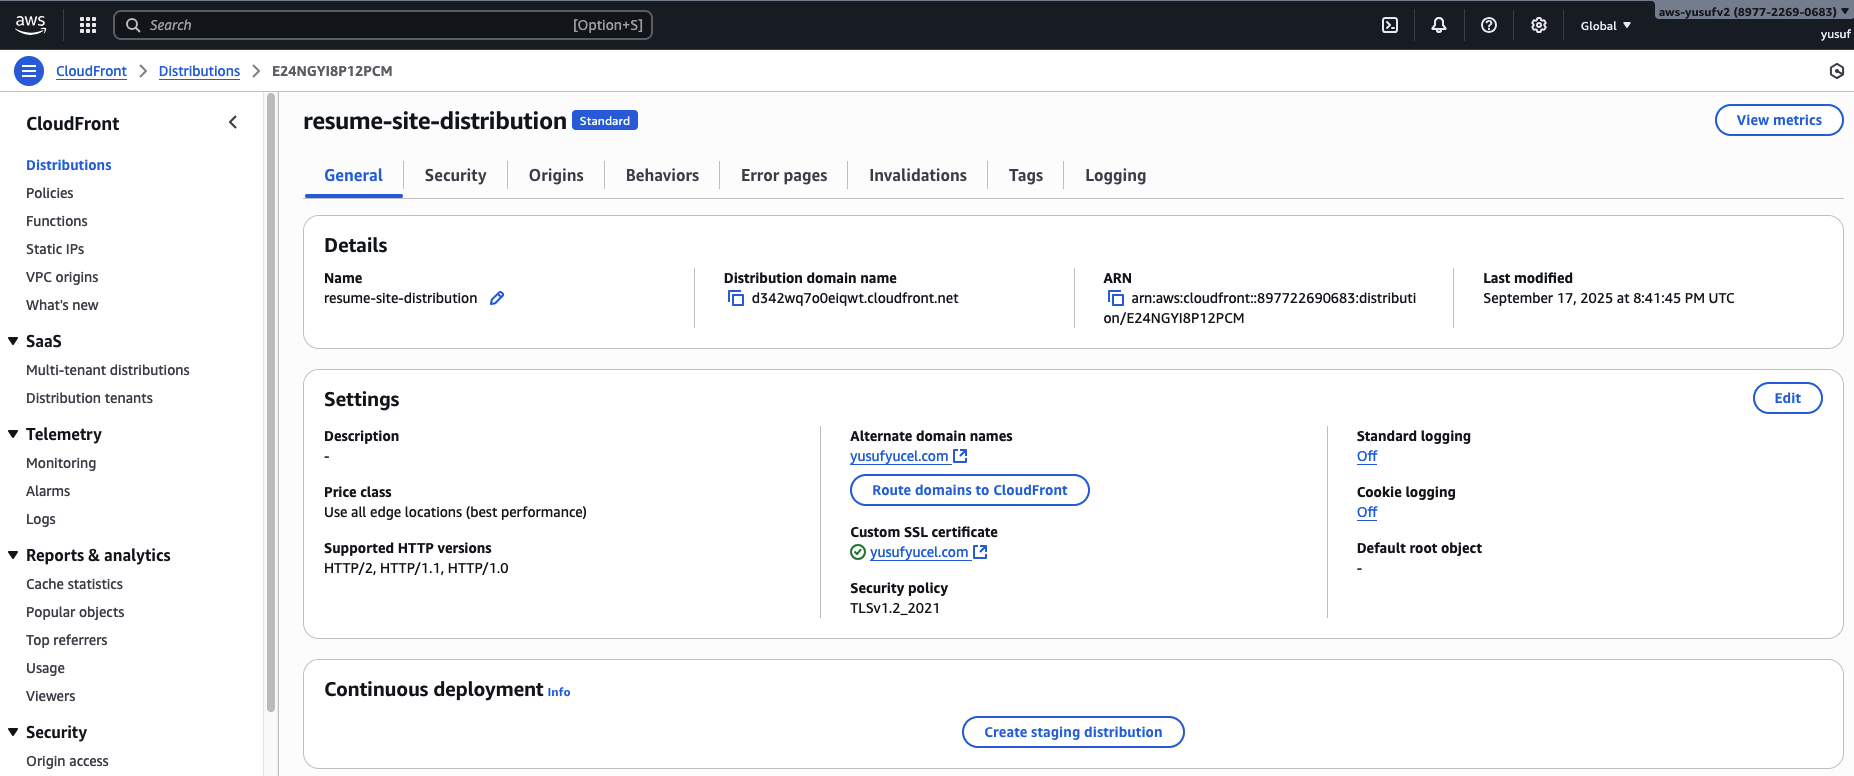 aws
Search
[Option+S]
Global
aws-yusufv2 (8977-2269-0683)
yusuf
CloudFront
Distributions
E24NGYI8P12PCM
CloudFront
Distributions
Policies
Functions
Static IPs
VPC origins
What's new
SaaS
Multi-tenant distributions
Distribution tenants
Telemetry
Monitoring
Alarms
Logs
Reports & analytics
Cache statistics
Popular objects
Top referrers
Usage
Viewers
Security
Origin access
resume-site-distribution
Standard
View metrics
General
Security
Origins
Behaviors
Error pages
Invalidations
Tags
Logging
Details
Name
resume-site-distribution
Distribution domain name
d342wq7o0eiqwt.cloudfront.net
ARN
arn:aws:cloudfront::897722690683:distributi
on/E24NGYI8P12PCM
Last modified
September 17, 2025 at 8:41:45 PM UTC
Settings
Edit
Description
-
Price class
Use all edge locations (best performance)
Supported HTTP versions
HTTP/2, HTTP/1.1, HTTP/1.0
Alternate domain names
yusufyucel.com
Route domains to CloudFront
Custom SSL certificate
yusufyucel.com
Security policy
TLSv1.2_2021
Standard logging
Off
Cookie logging
Off
Default root object
-
Continuous deployment
Info
Create staging distribution